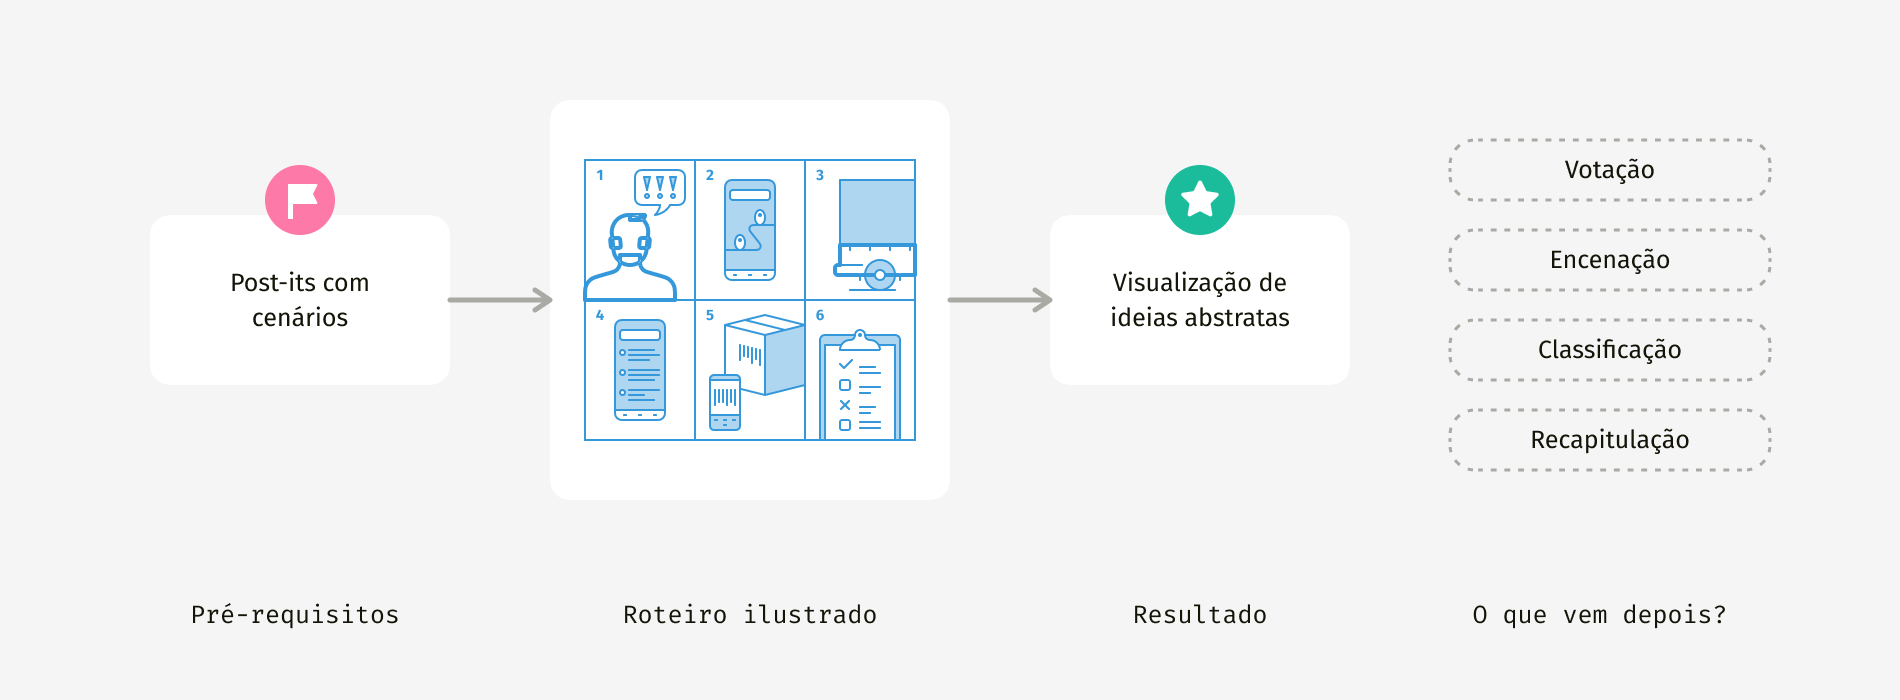 Post-its com
cenários
1
!!!
2
3
4
5
6
Visualização de
ideias abstratas
Votação
Encenação
Classificação
Recapitulação
Pré-requisitos
Roteiro ilustrado
Resultado
O que vem depois?